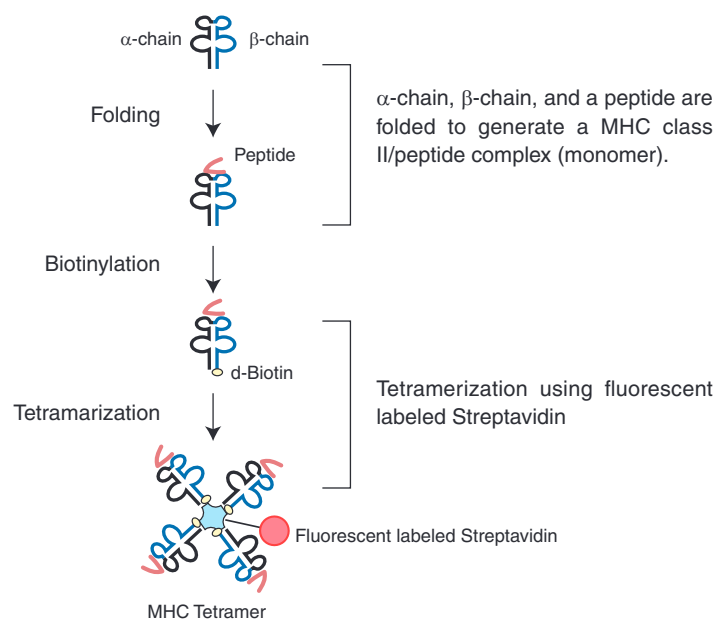 α-chain β-chain
Folding
α-chain, β-chain, and a peptide are
folded to generate a MHC class
II/peptide complex (monomer).
Peptide
Biotinylation
d-Biotin
Tetramarization
Tetramerization using fluorescent
labeled Streptavidin
Fluorescent labeled Streptavidin
MHC Tetramer